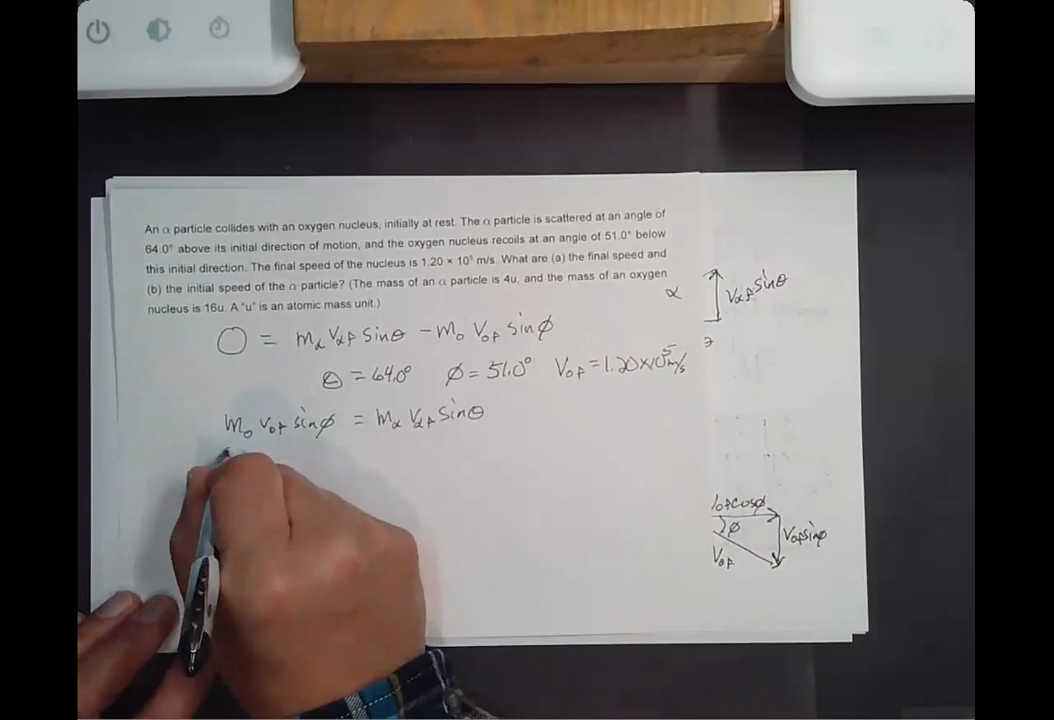 An α particle collides with an oxygen nucleus, initially at rest. The α particle is scattered at an angle of
64.0° above its initial direction of motion, and the oxygen nucleus recoils at an angle of 51.0° below
this initial direction. The final speed of the nucleus is 1.20 × 10⁵ m/s. What are (a) the final speed and
(b) the initial speed of the α particle? (The mass of an α particle is 4u, and the mass of an oxygen
nucleus is 16u. A "u" is an atomic mass unit.)
α
Vαf sinθ
O = mα Vαf sinθ − mo Vof sinφ
θ = 64.0° φ = 51.0° Vof = 1.20×10⁵ m/s
mo Vof sinφ = mα Vαf sinθ
of cosφ
φ
Vof sinφ
Vof